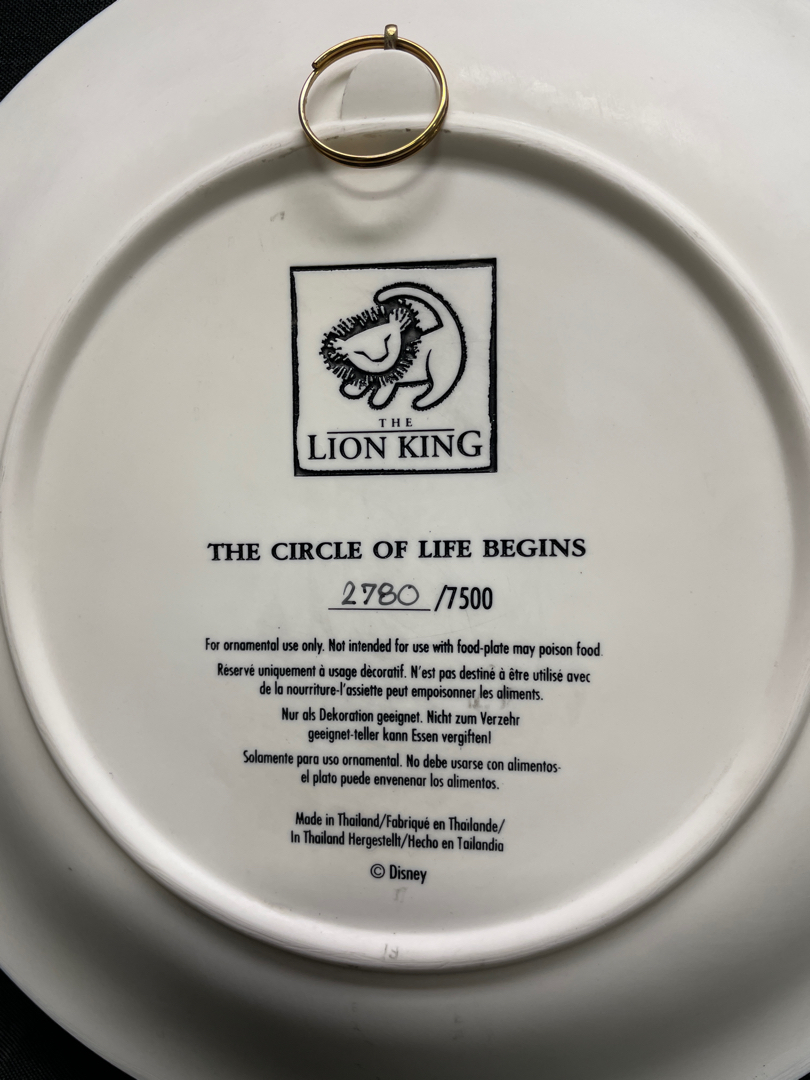 THE
LION KING
THE CIRCLE OF LIFE BEGINS
2780 /7500
For ornamental use only. Not intended for use with food-plate may poison food.
Réservé uniquement à usage dècoratif. N'est pas destiné à être utilisé avec
de la nourriture-l'assiette peut empoisonner les aliments.
Nur als Dekoration geeignet. Nicht zum Verzehr
geeignet-teller kann Essen vergiften!
Solamente para uso ornamental. No debe usarse con alimentos-
el plato puede envenenar los alimentos.
Made in Thailand/Fabriqué en Thaïlande/
In Thailand Hergestellt/Hecho en Tailandia
© Disney